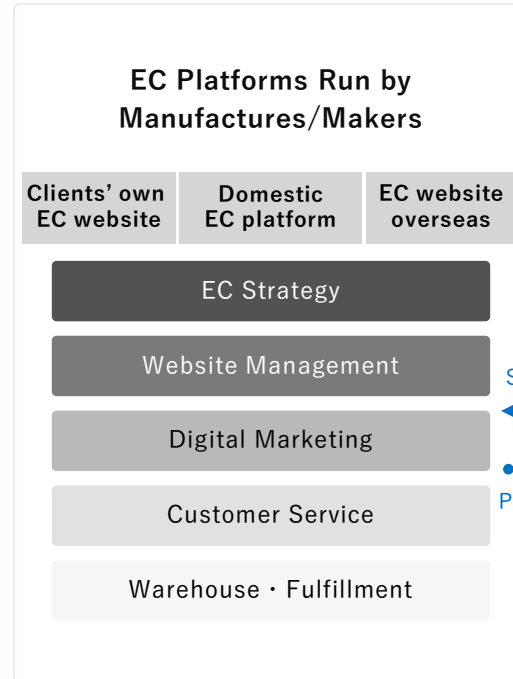 EC Platforms Run by
Manufactures/Makers
Clients’ own
EC website
Domestic
EC platform
EC website
overseas
EC Strategy
Website Management
Digital Marketing
Customer Service
Warehouse・Fulfillment